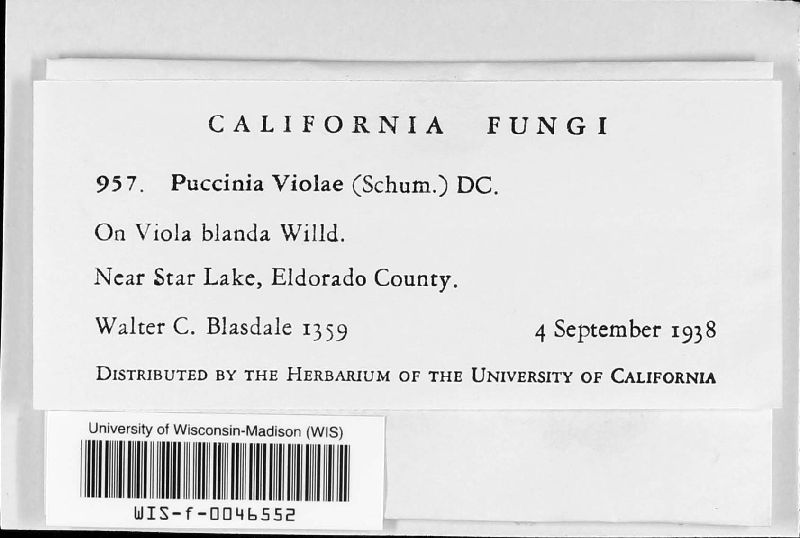 CALIFORNIA FUNGI
957. Puccinia Violae (Schum.) DC.
On Viola blanda Willd.
Near Star Lake, Eldorado County.
Walter C. Blasdale 1359 4 September 1938
DISTRIBUTED BY THE HERBARIUM OF THE UNIVERSITY OF CALIFORNIA
University of Wisconsin-Madison (WIS)
WIS-f-0046552